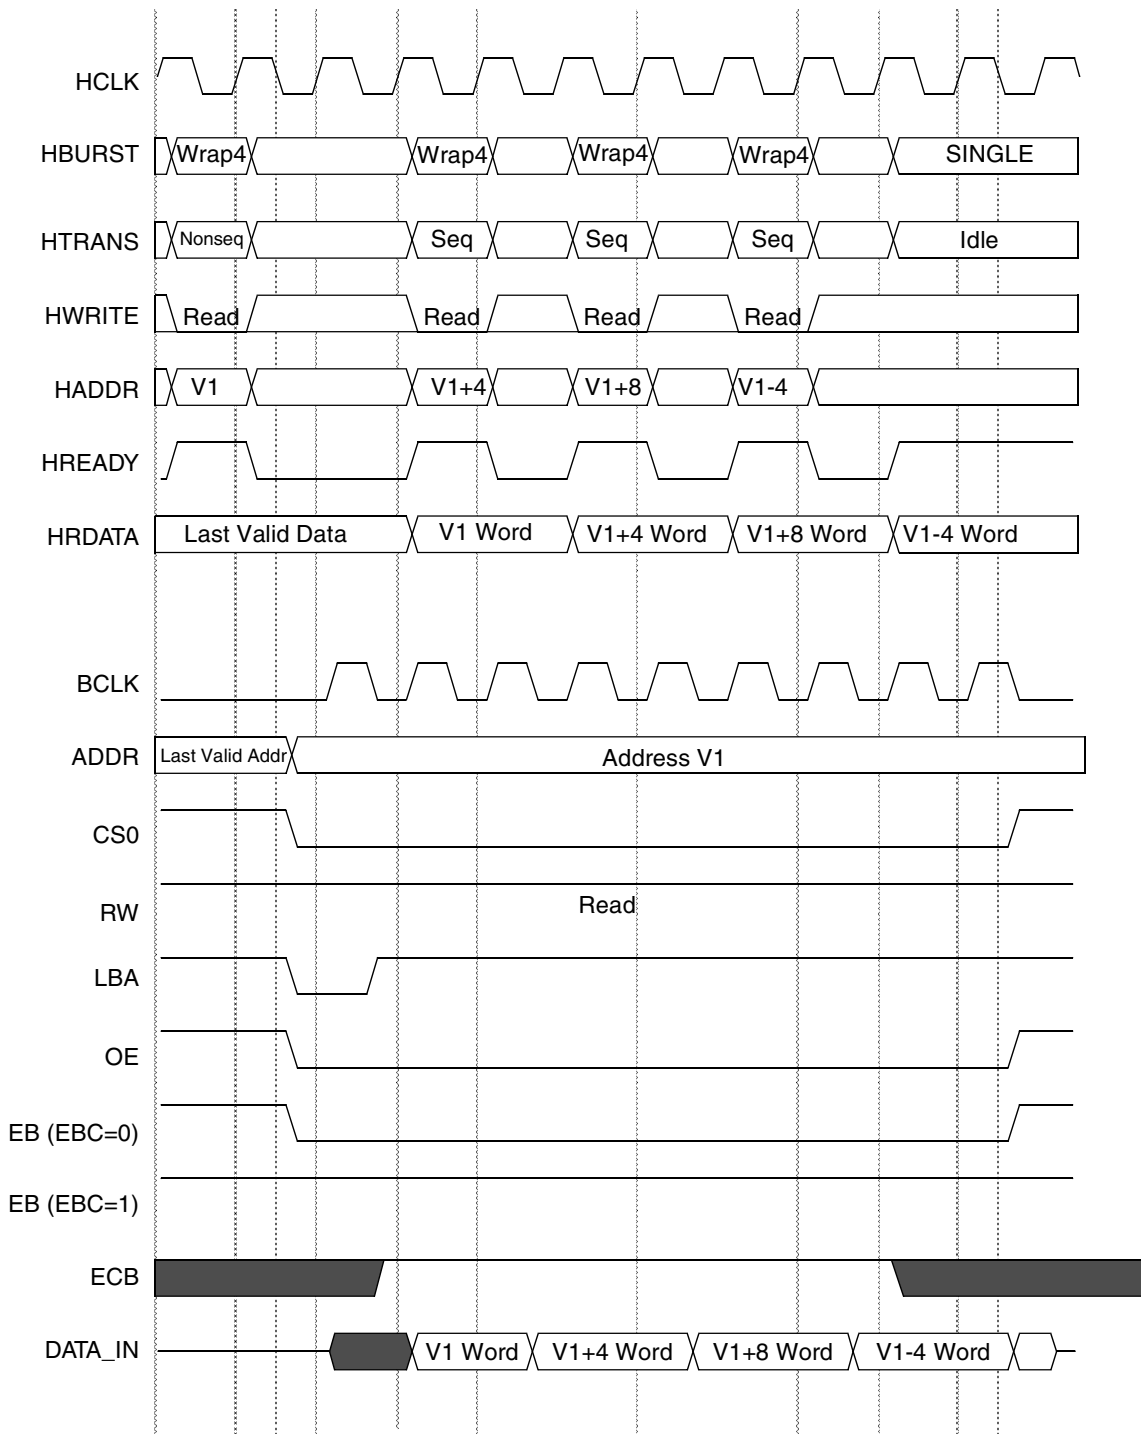 HCLK
HBURST Wrap4 Wrap4 Wrap4 Wrap4 SINGLE
HTRANS Nonseq Seq Seq Seq Idle
HWRITE Read Read Read Read
HADDR V1 V1+4 V1+8 V1-4
HREADY
HRDATA Last Valid Data V1 Word V1+4 Word V1+8 Word V1-4 Word
BCLK
ADDR Last Valid Addr Address V1
CS0
RW Read
LBA
OE
EB (EBC=0)
EB (EBC=1)
ECB
DATA_IN V1 Word V1+4 Word V1+8 Word V1-4 Word